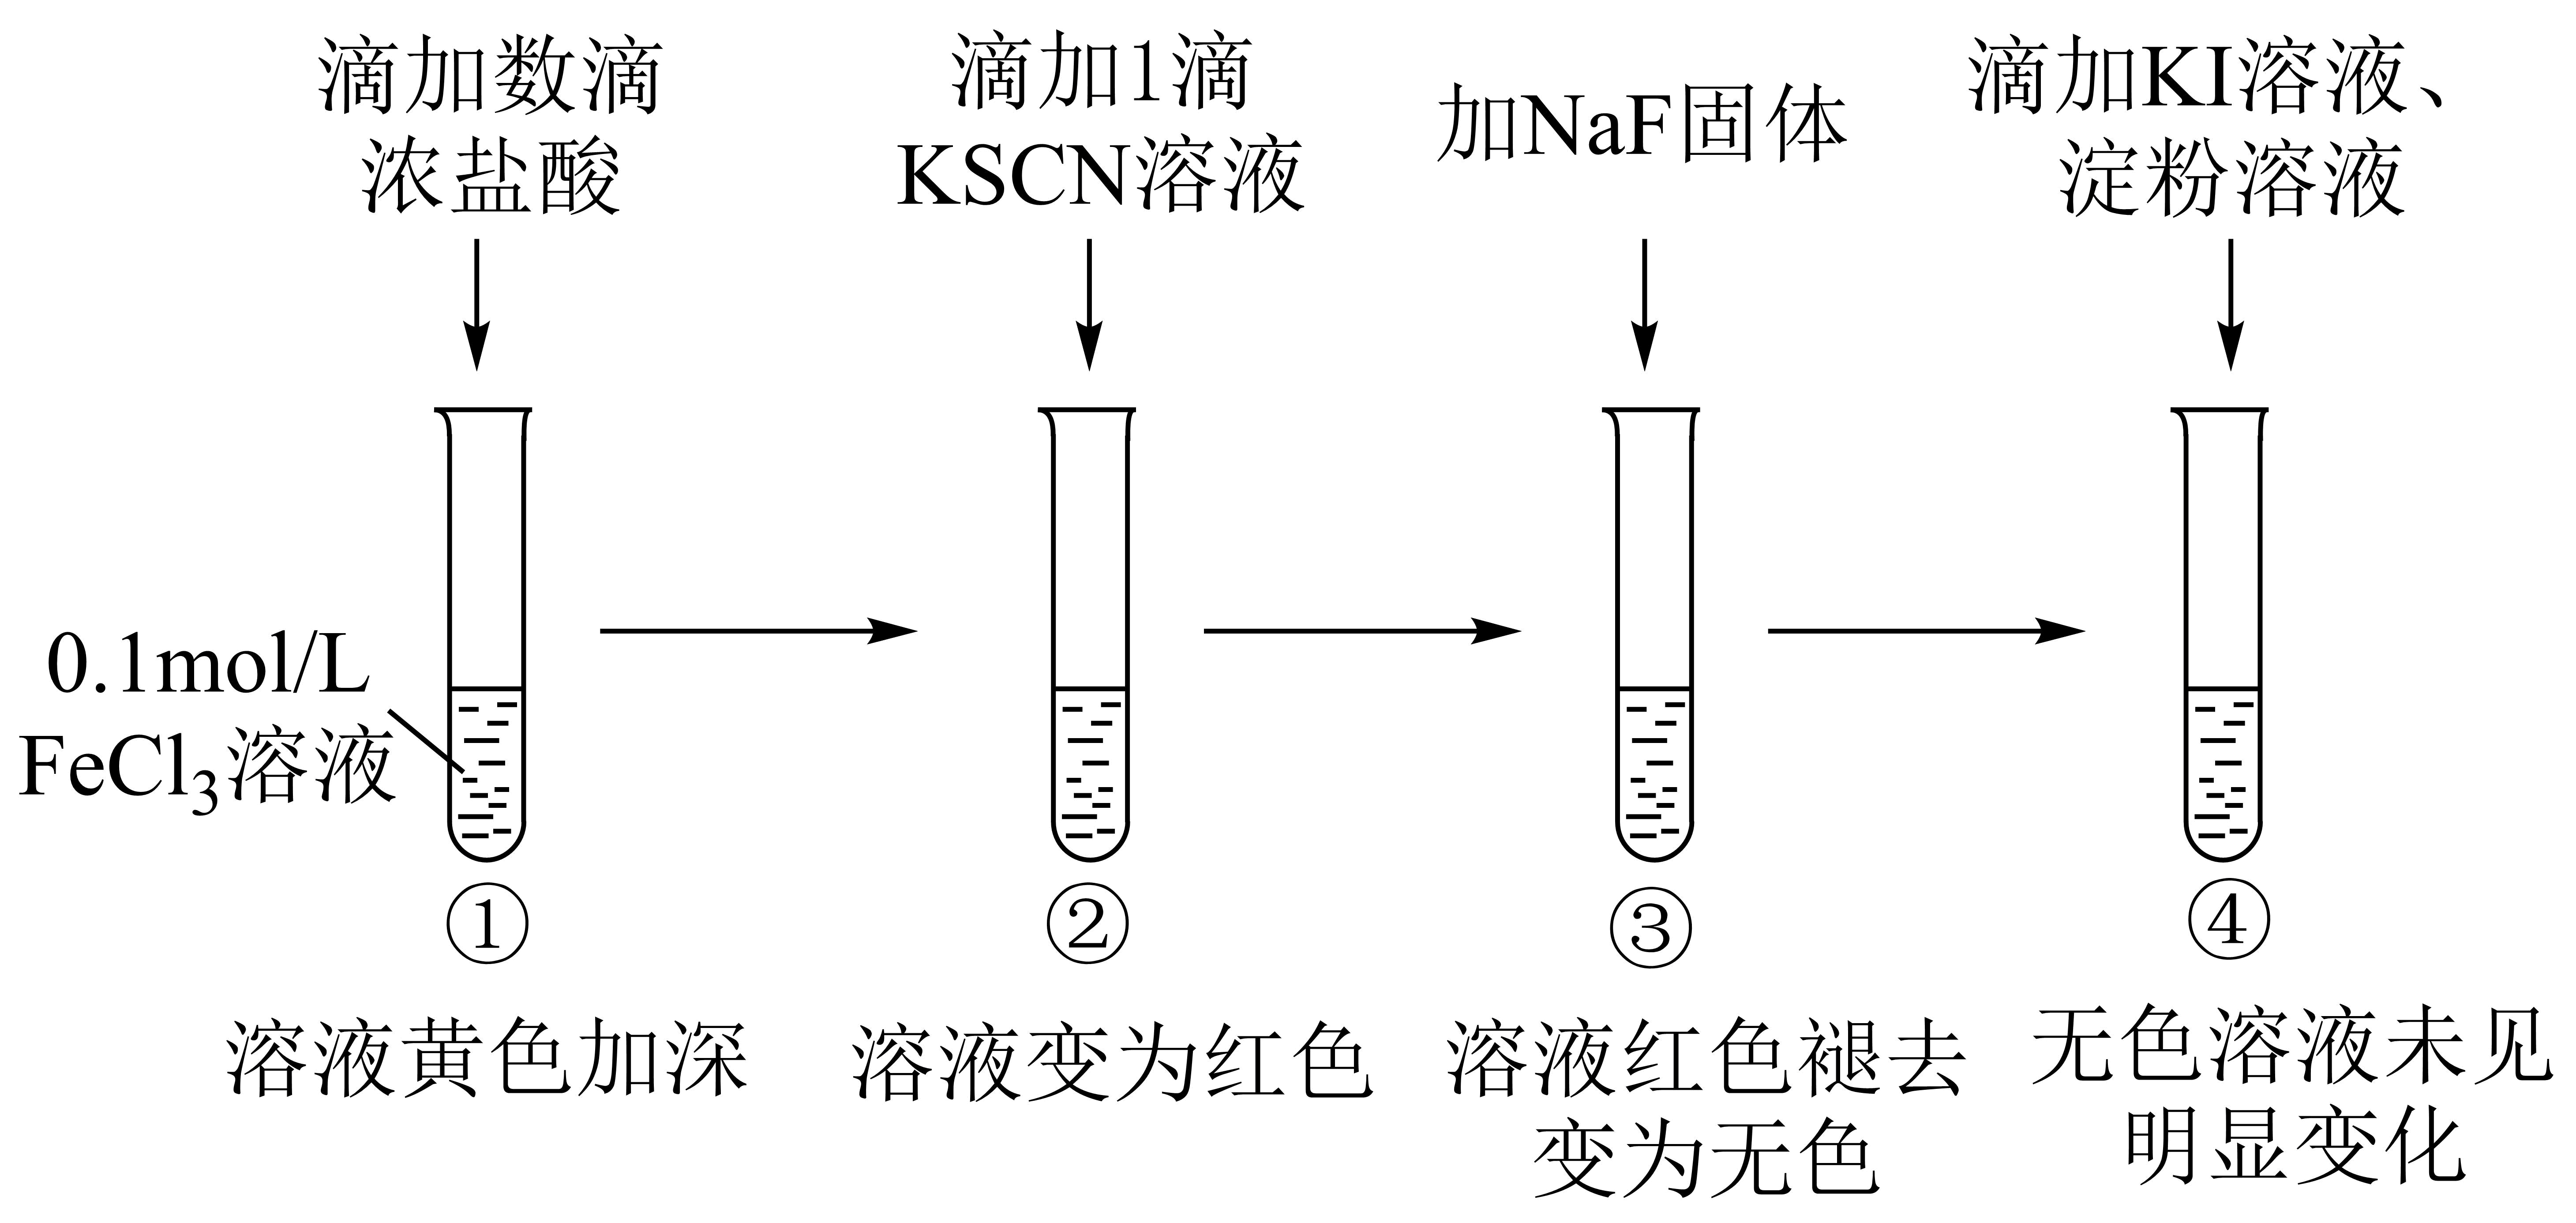 滴加数滴
浓盐酸
滴加1滴
KSCN溶液
加NaF固体
滴加KI溶液、
淀粉溶液
0.1mol/L
FeCl₃溶液
①
②
③
④
溶液黄色加深
溶液变为红色
溶液红色褪去
变为无色
无色溶液未见
明显变化